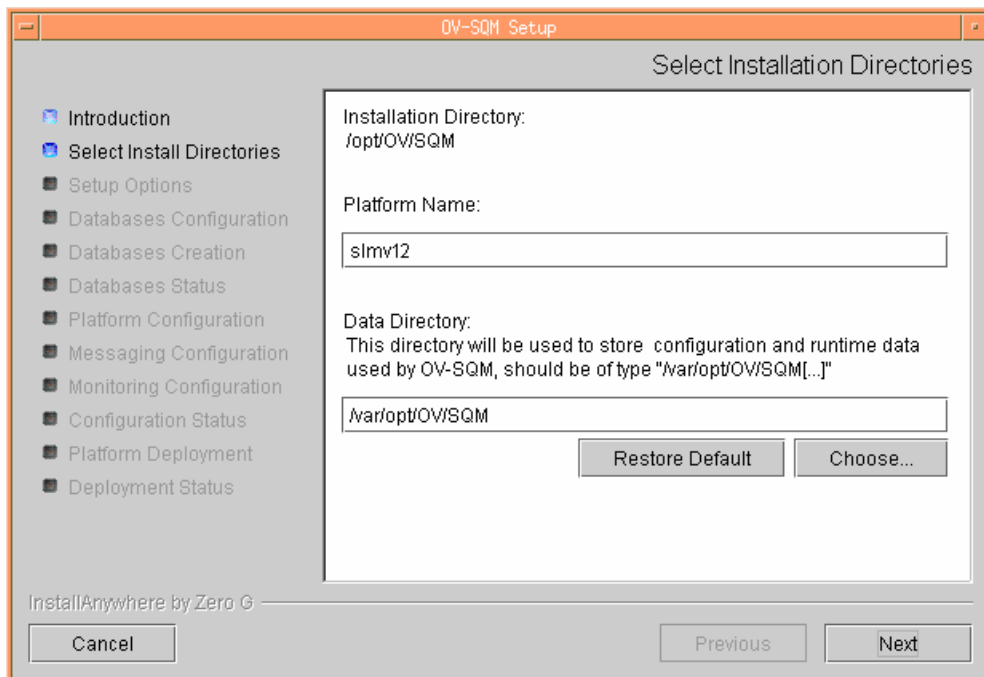 OV-SQM Setup
Select Installation Directories
Introduction
Select Install Directories
Setup Options
Databases Configuration
Databases Creation
Databases Status
Platform Configuration
Messaging Configuration
Monitoring Configuration
Configuration Status
Platform Deployment
Deployment Status
Installation Directory:
/opt/OV/SQM
Platform Name:
slmv12
Data Directory:
This directory will be used to store configuration and runtime data
used by OV-SQM, should be of type "/var/opt/OV/SQM[...]"
/var/opt/OV/SQM
Restore Default
Choose...
InstallAnywhere by Zero G
Cancel
Previous
Next